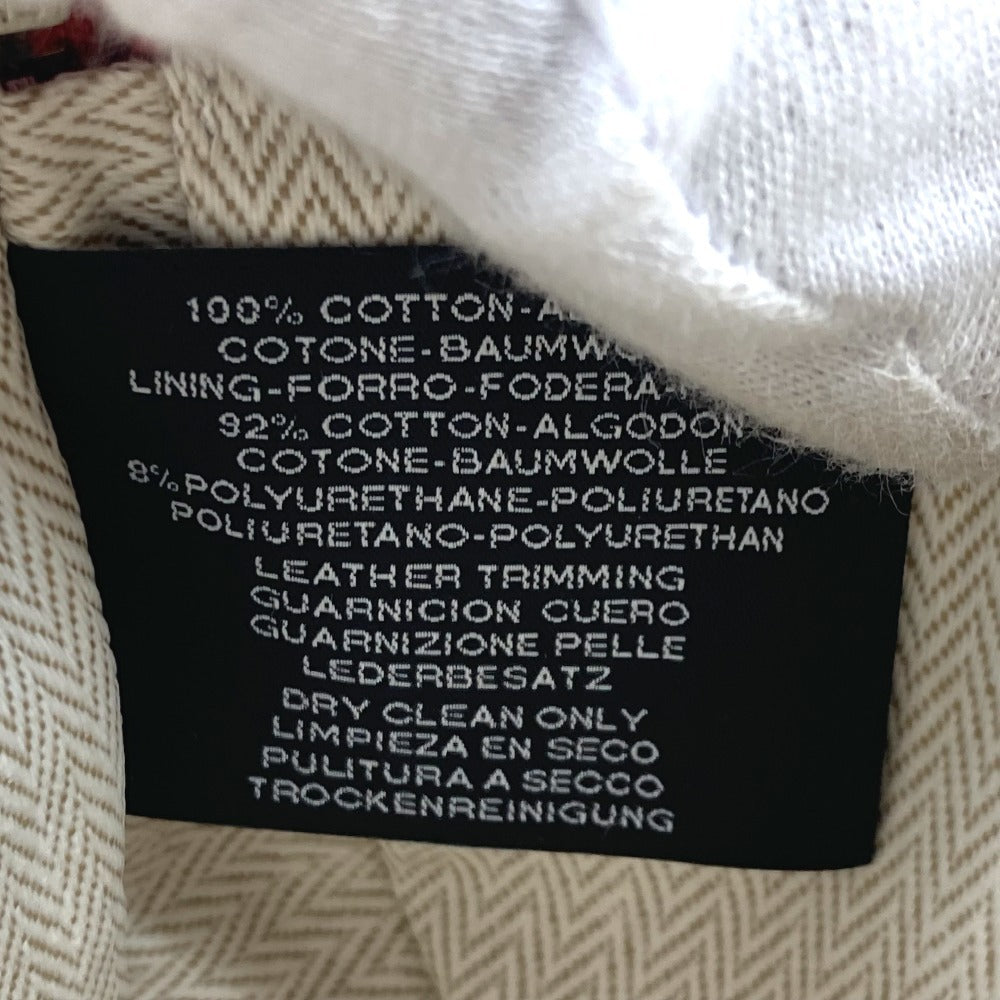 100% COTTON-A
COTONE-BAUMWO
LINING-FORRO-FODERA
92% COTTON-ALGODON
COTONE-BAUMWOLLE
8% POLYURETHANE-POLIURETANO
POLIURETANO-POLYURETHAN
LEATHER TRIMMING
GUARNICION CUERO
GUARNIZIONE PELLE
LEDERBESATZ
DRY CLEAN ONLY
LIMPIEZA EN SECO
PULITURA A SECCO
TROCKENREINIGUNG